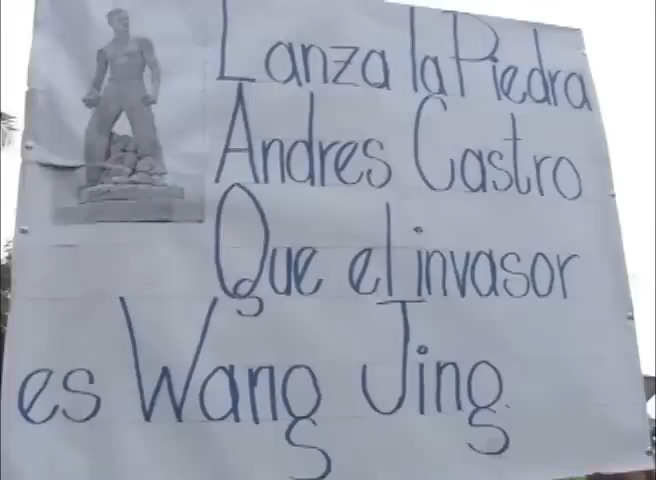 Lanza la Piedra
Andres Castro
Que el invasor
es Wang Jing.